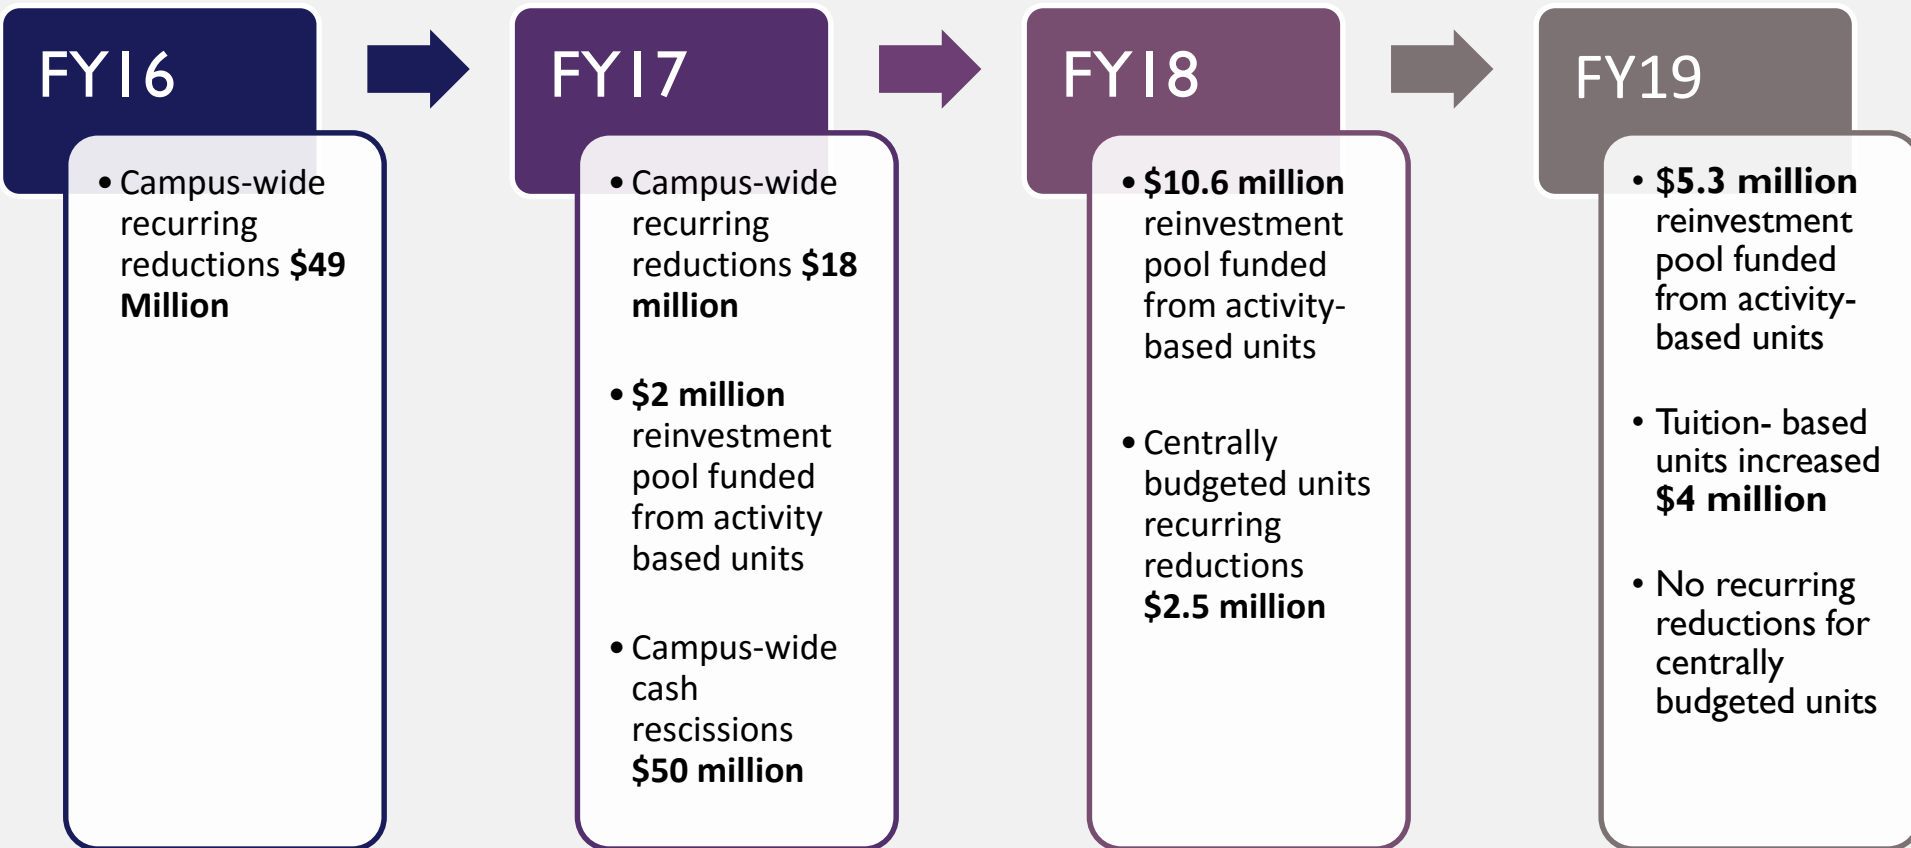 FY16
• Campus-wide
recurring
reductions $49
Million
FY17
• Campus-wide
recurring
reductions $18
million
• $2 million
reinvestment
pool funded
from activity
based units
• Campus-wide
cash
rescissions
$50 million
FY18
• $10.6 million
reinvestment
pool funded
from activity-
based units
• Centrally
budgeted units
recurring
reductions
$2.5 million
FY19
• $5.3 million
reinvestment
pool funded
from activity-
based units
• Tuition- based
units increased
$4 million
• No recurring
reductions for
centrally
budgeted units